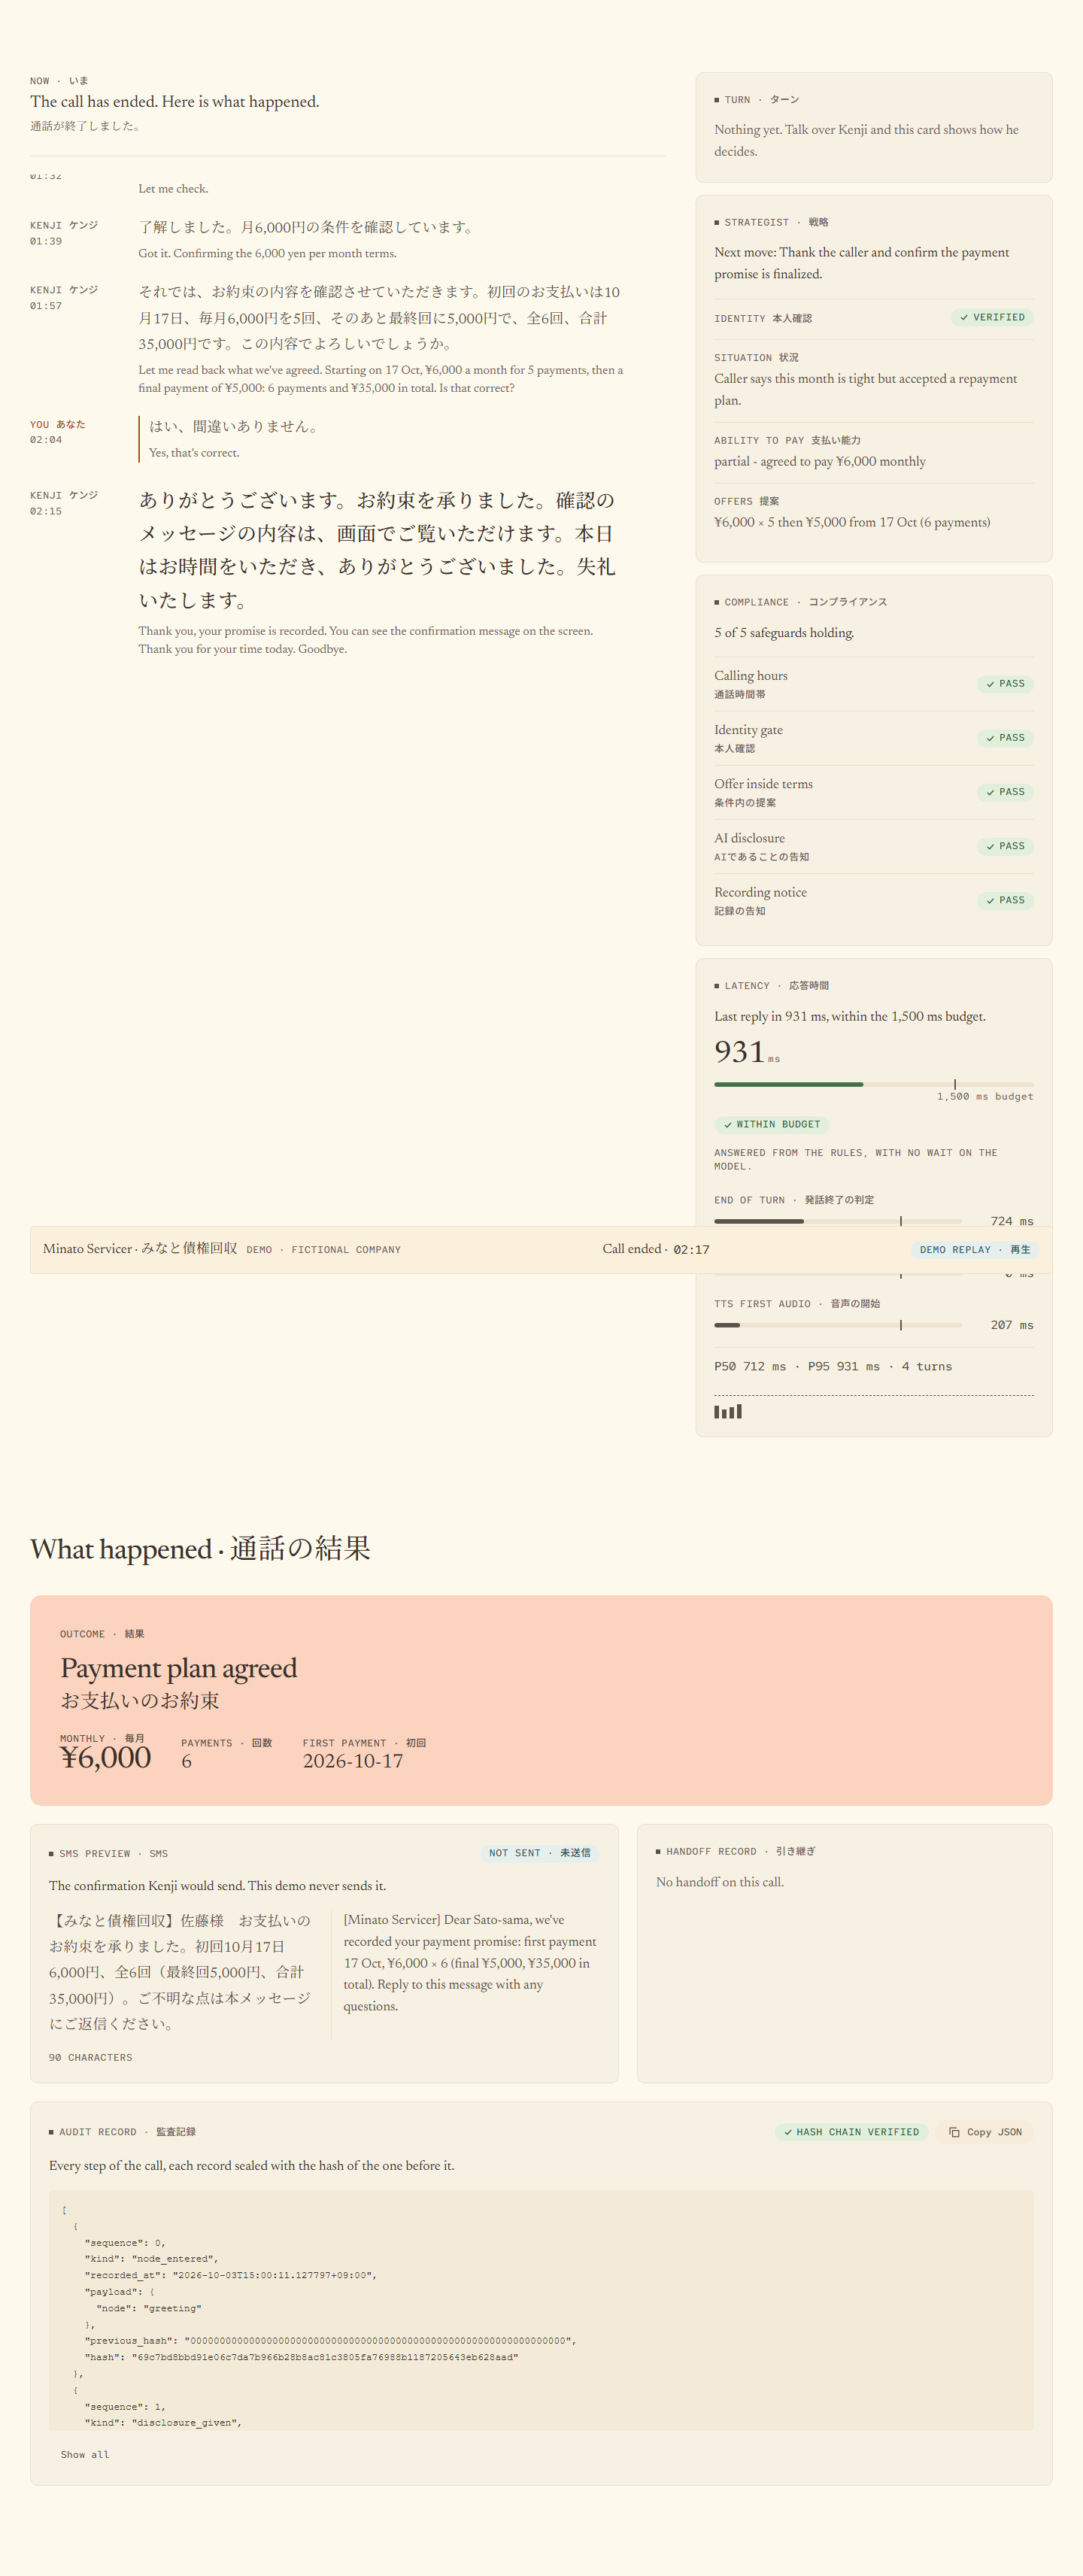 NOW · いま
The call has ended. Here is what happened.
通話が終了しました。
01:32
Let me check.
KENJI ケンジ
01:39
了解しました。月6,000円の条件を確認しています。
Got it. Confirming the 6,000 yen per month terms.
KENJI ケンジ
01:57
それでは、お約束の内容を確認させていただきます。初回のお支払いは10
月17日、毎月6,000円を5回、そのあと最終回に5,000円で、全6回、合計
35,000円です。この内容でよろしいでしょうか。
Let me read back what we've agreed. Starting on 17 Oct, ¥6,000 a month for 5 payments, then a
final payment of ¥5,000: 6 payments and ¥35,000 in total. Is that correct?
YOU あなた
02:04
はい、間違いありません。
Yes, that's correct.
KENJI ケンジ
02:15
ありがとうございます。お約束を承りました。確認の
メッセージの内容は、画面でご覧いただけます。本日
はお時間をいただき、ありがとうございました。失礼
いたします。
Thank you, your promise is recorded. You can see the confirmation message on the screen.
Thank you for your time today. Goodbye.
TURN · ターン
Nothing yet. Talk over Kenji and this card shows how he
decides.
STRATEGIST · 戦略
Next move: Thank the caller and confirm the payment
promise is finalized.
IDENTITY 本人確認
VERIFIED
SITUATION 状況
Caller says this month is tight but accepted a repayment
plan.
ABILITY TO PAY 支払い能力
partial - agreed to pay ¥6,000 monthly
OFFERS 提案
¥6,000 × 5 then ¥5,000 from 17 Oct (6 payments)
COMPLIANCE · コンプライアンス
5 of 5 safeguards holding.
Calling hours
通話時間帯
PASS
Identity gate
本人確認
PASS
Offer inside terms
条件内の提案
PASS
AI disclosure
AIであることの告知
PASS
Recording notice
記録の告知
PASS
LATENCY · 応答時間
Last reply in 931 ms, within the 1,500 ms budget.
931 ms
1,500 ms budget
WITHIN BUDGET
ANSWERED FROM THE RULES, WITH NO WAIT ON THE
MODEL.
END OF TURN · 発話終了の判定
724 ms
Minato Servicer · みなと債権回収 DEMO · FICTIONAL COMPANY
Call ended · 02:17
DEMO REPLAY · 再生
0 ms
TTS FIRST AUDIO · 音声の開始
207 ms
P50 712 ms · P95 931 ms · 4 turns
What happened · 通話の結果
OUTCOME · 結果
Payment plan agreed
お支払いのお約束
MONTHLY · 毎月
¥6,000
PAYMENTS · 回数
6
FIRST PAYMENT · 初回
2026-10-17
SMS PREVIEW · SMS
NOT SENT · 未送信
The confirmation Kenji would send. This demo never sends it.
【みなと債権回収】佐藤様　お支払いの
お約束を承りました。初回10月17日
6,000円、全6回（最終回5,000円、合計
35,000円）。ご不明な点は本メッセージ
にご返信ください。
[Minato Servicer] Dear Sato-sama, we've
recorded your payment promise: first payment
17 Oct, ¥6,000 × 6 (final ¥5,000, ¥35,000 in
total). Reply to this message with any
questions.
90 CHARACTERS
HANDOFF RECORD · 引き継ぎ
No handoff on this call.
AUDIT RECORD · 監査記録
HASH CHAIN VERIFIED
Copy JSON
Every step of the call, each record sealed with the hash of the one before it.
[
{
"sequence": 0,
"kind": "node_entered",
"recorded_at": "2026-10-03T15:00:11.127797+09:00",
"payload": {
"node": "greeting"
},
"previous_hash": "0000000000000000000000000000000000000000000000000000000000000000",
"hash": "69c7bd8bbd91e06c7da7b966b28b8ac81c3805fa76988b1187205643eb628aad"
},
{
"sequence": 1,
"kind": "disclosure_given",
Show all